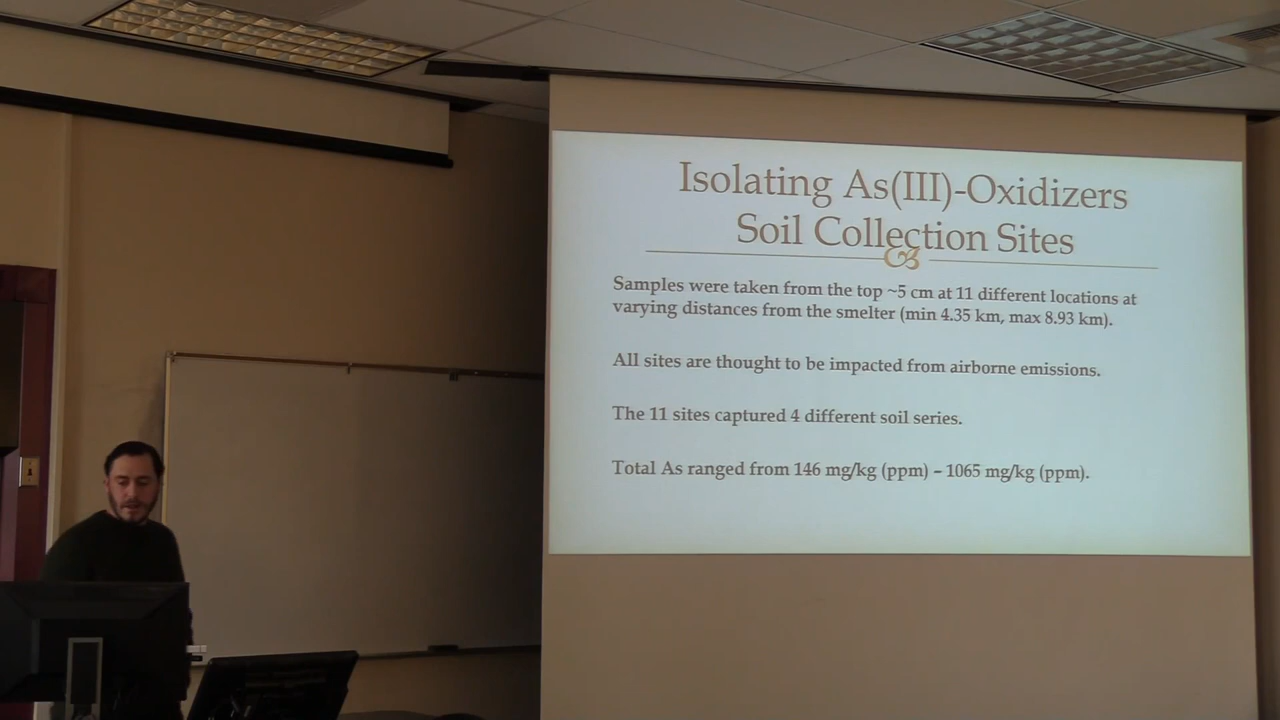 Isolating As(III)-Oxidizers
Soil Collection Sites
Samples were taken from the top ~5 cm at 11 different locations at
varying distances from the smelter (min 4.35 km, max 8.93 km).
All sites are thought to be impacted from airborne emissions.
The 11 sites captured 4 different soil series.
Total As ranged from 146 mg/kg (ppm) – 1065 mg/kg (ppm).